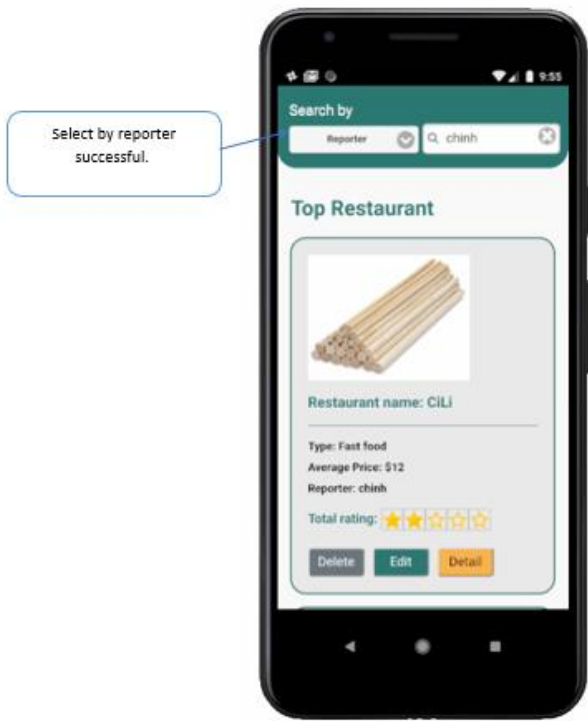 Select by reporter
successful.
9:55
Search by
Reporter
chinh
Top Restaurant
Restaurant name: CiLi
Type: Fast food
Average Price: $12
Reporter: chinh
Total rating:
Delete Edit Detail